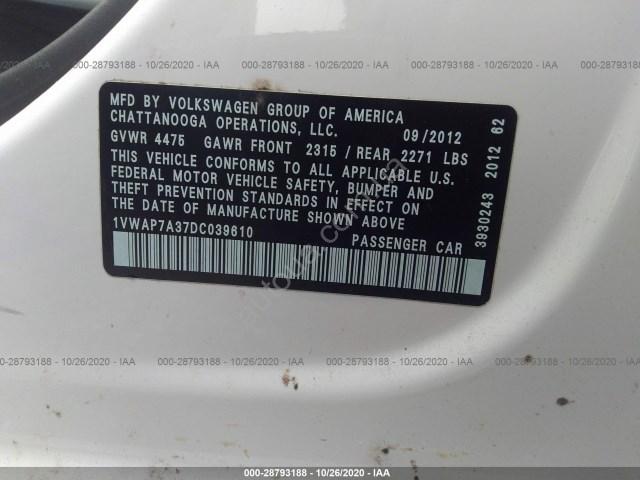 000-28793188 - 10/26/2020 - IAA
000-28793188 - 10/26/2020 - IAA
000-28793188 - 10/26/2020 - IAA
MFD BY VOLKSWAGEN GROUP OF AMERICA
CHATTANOOGA OPERATIONS, LLC.
09/2012
GVWR 4475 GAWR FRONT 2315 / REAR 2271 LBS
THIS VEHICLE CONFORMS TO ALL APPLICABLE U.S.
FEDERAL MOTOR VEHICLE SAFETY, BUMPER AND
THEFT PREVENTION STANDARDS IN EFFECT ON
THE DATE OF MANUFACTURE SHOWN ABOVE
1VWAP7A37DC039610
PASSENGER CAR
3930243 2012 62
autoua.com
000-28793188 - 10/26/2020 - IAA
000-28793188 - 10/26/2020 - IAA
000-28793188 - 10/26/2020 - IAA
000-28793188 - 10/26/2020 - IAA